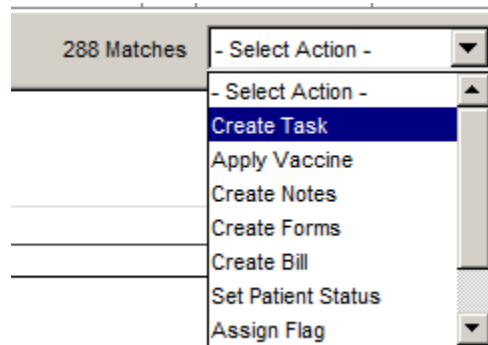 288 Matches - Select Action -
- Select Action -
Create Task
Apply Vaccine
Create Notes
Create Forms
Create Bill
Set Patient Status
Assign Flag